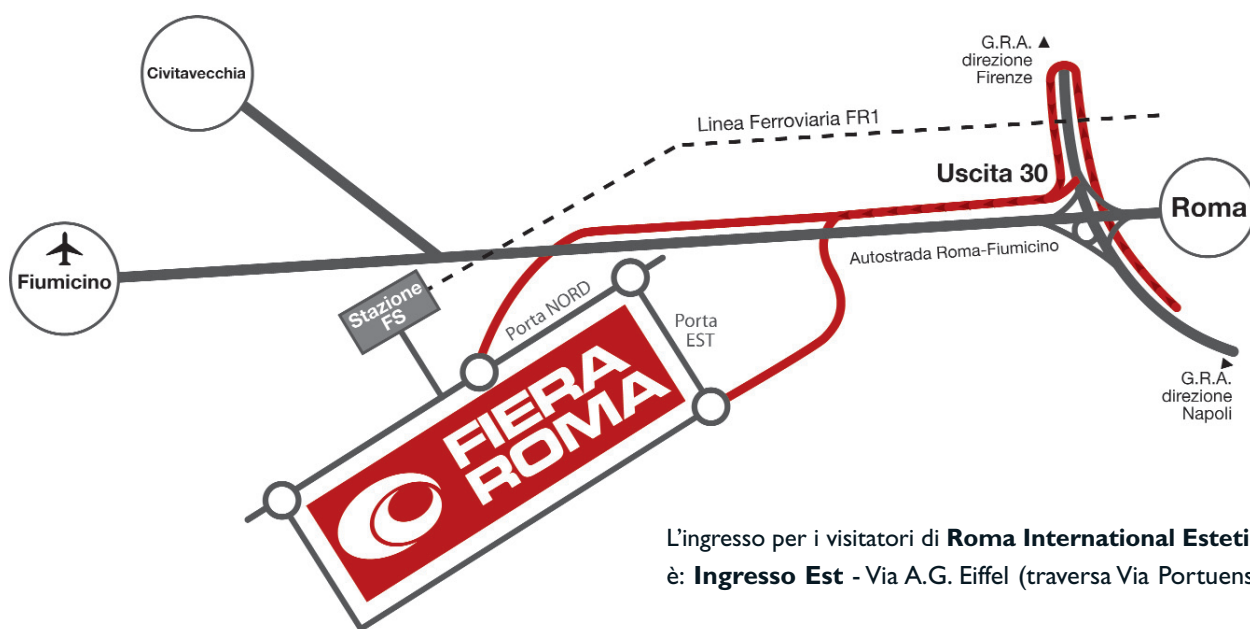 Civitavecchia
G.R.A.
direzione
Firenze
Linea Ferroviaria FR1
Uscita 30
Roma
Fiumicino
Autostrada Roma-Fiumicino
Stazione
FS
Porta NORD
Porta
EST
FIERA
ROMA
G.R.A.
direzione
Napoli
L'ingresso per i visitatori di Roma International Esteti
è: Ingresso Est - Via A.G. Eiffel (traversa Via Portuens